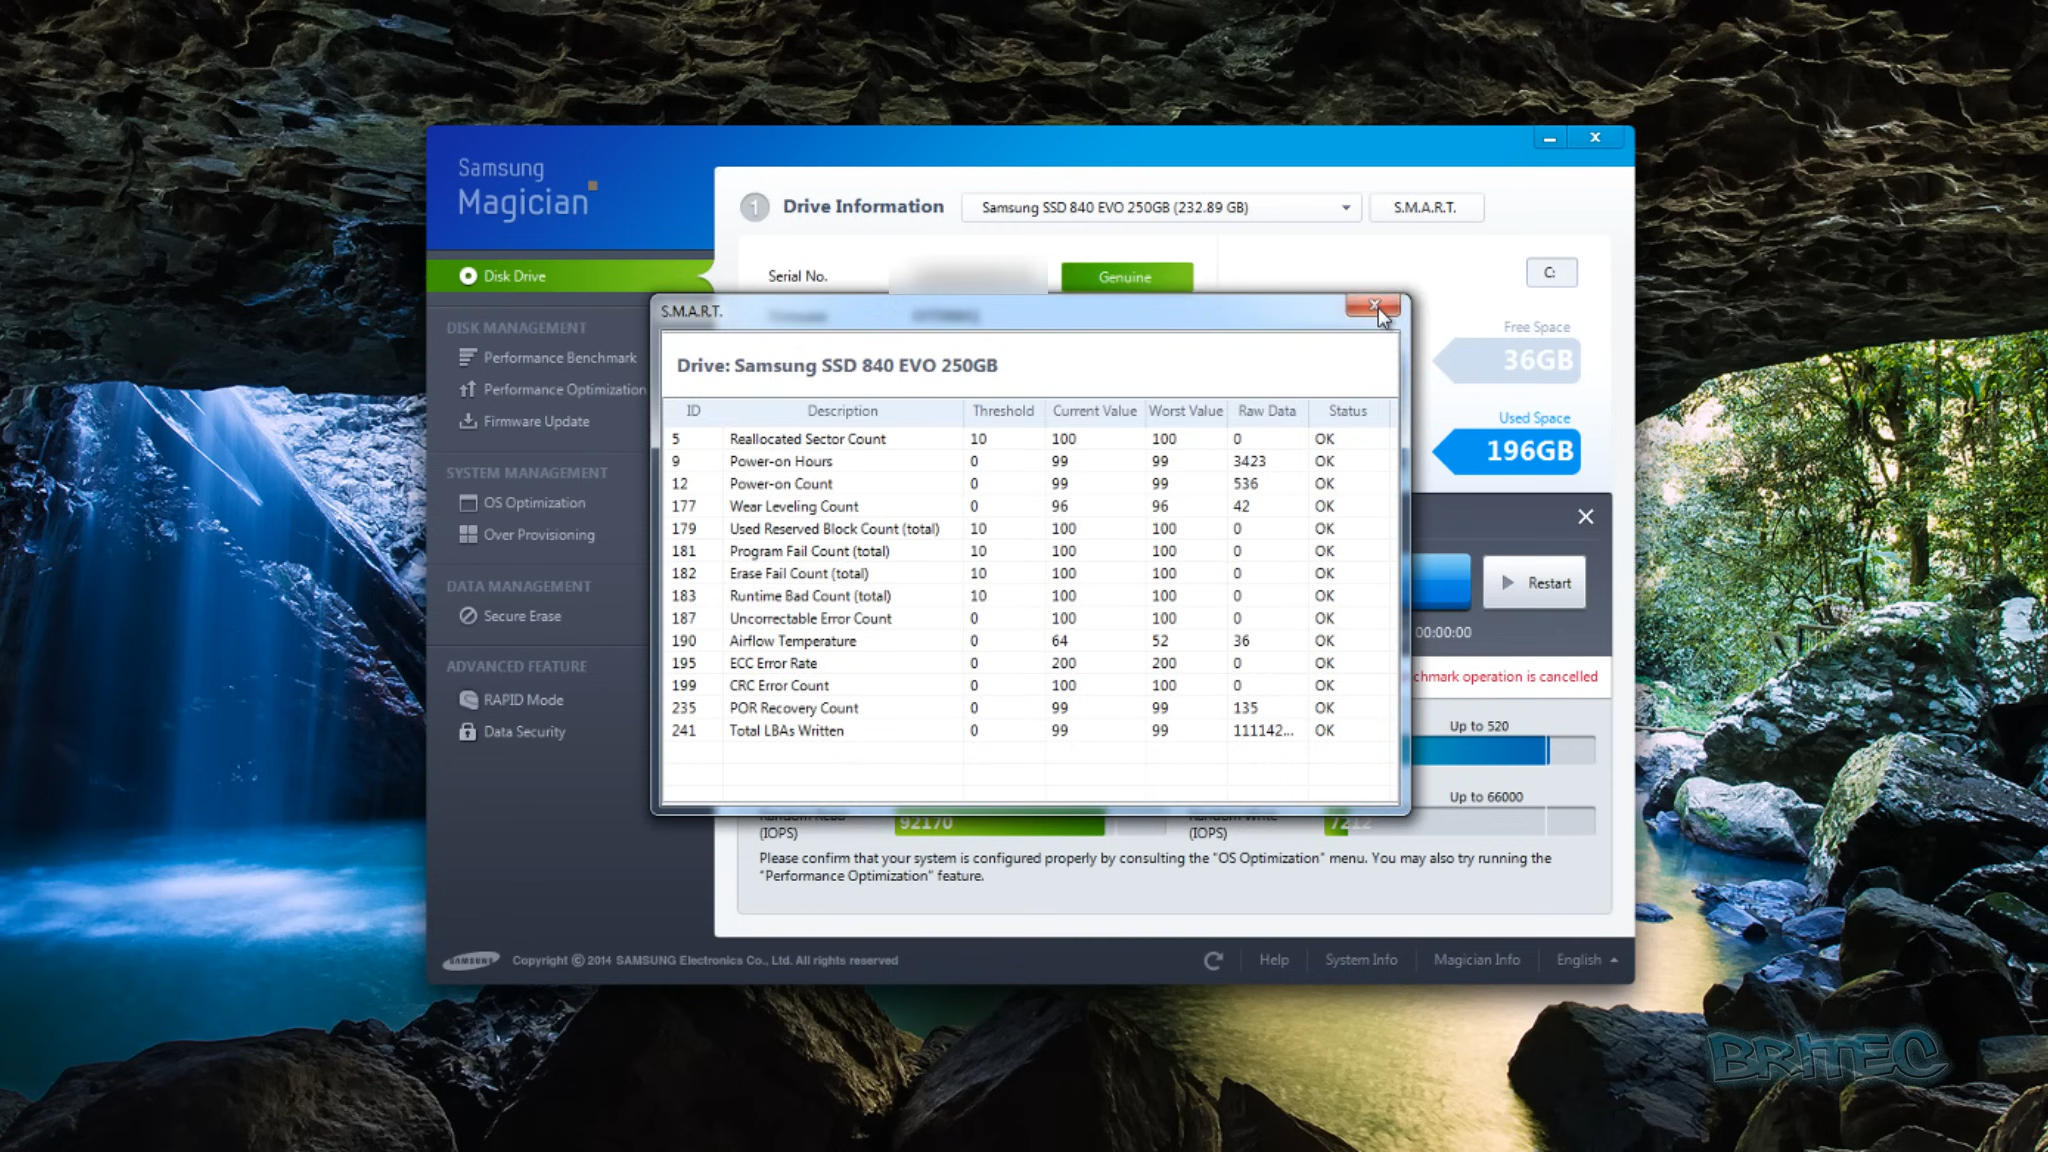 Samsung
Magician
1 Drive Information Samsung SSD 840 EVO 250GB (232.89 GB) S.M.A.R.T.
Disk Drive
Serial No. Genuine C:
S.M.A.R.T.
DISK MANAGEMENT
Performance Benchmark
Performance Optimization
Firmware Update
SYSTEM MANAGEMENT
OS Optimization
Over Provisioning
DATA MANAGEMENT
Secure Erase
ADVANCED FEATURE
RAPID Mode
Data Security
Drive: Samsung SSD 840 EVO 250GB
ID Description Threshold Current Value Worst Value Raw Data Status
5 Reallocated Sector Count 10 100 100 0 OK
9 Power-on Hours 0 99 99 3423 OK
12 Power-on Count 0 99 99 536 OK
177 Wear Leveling Count 0 96 96 42 OK
179 Used Reserved Block Count (total) 10 100 100 0 OK
181 Program Fail Count (total) 10 100 100 0 OK
182 Erase Fail Count (total) 10 100 100 0 OK
183 Runtime Bad Count (total) 10 100 100 0 OK
187 Uncorrectable Error Count 0 100 100 0 OK
190 Airflow Temperature 0 64 52 36 OK
195 ECC Error Rate 0 200 200 0 OK
199 CRC Error Count 0 100 100 0 OK
235 POR Recovery Count 0 99 99 135 OK
241 Total LBAs Written 0 99 99 111142... OK
Free Space
36GB
Used Space
196GB
Restart
00:00:00
chmark operation is cancelled
Up to 520
Up to 66000
92170 7212
(IOPS) (IOPS)
Please confirm that your system is configured properly by consulting the "OS Optimization" menu. You may also try running the
"Performance Optimization" feature.
SAMSUNG Copyright © 2014 SAMSUNG Electronics Co., Ltd. All rights reserved Help System Info Magician Info English
BRITEC